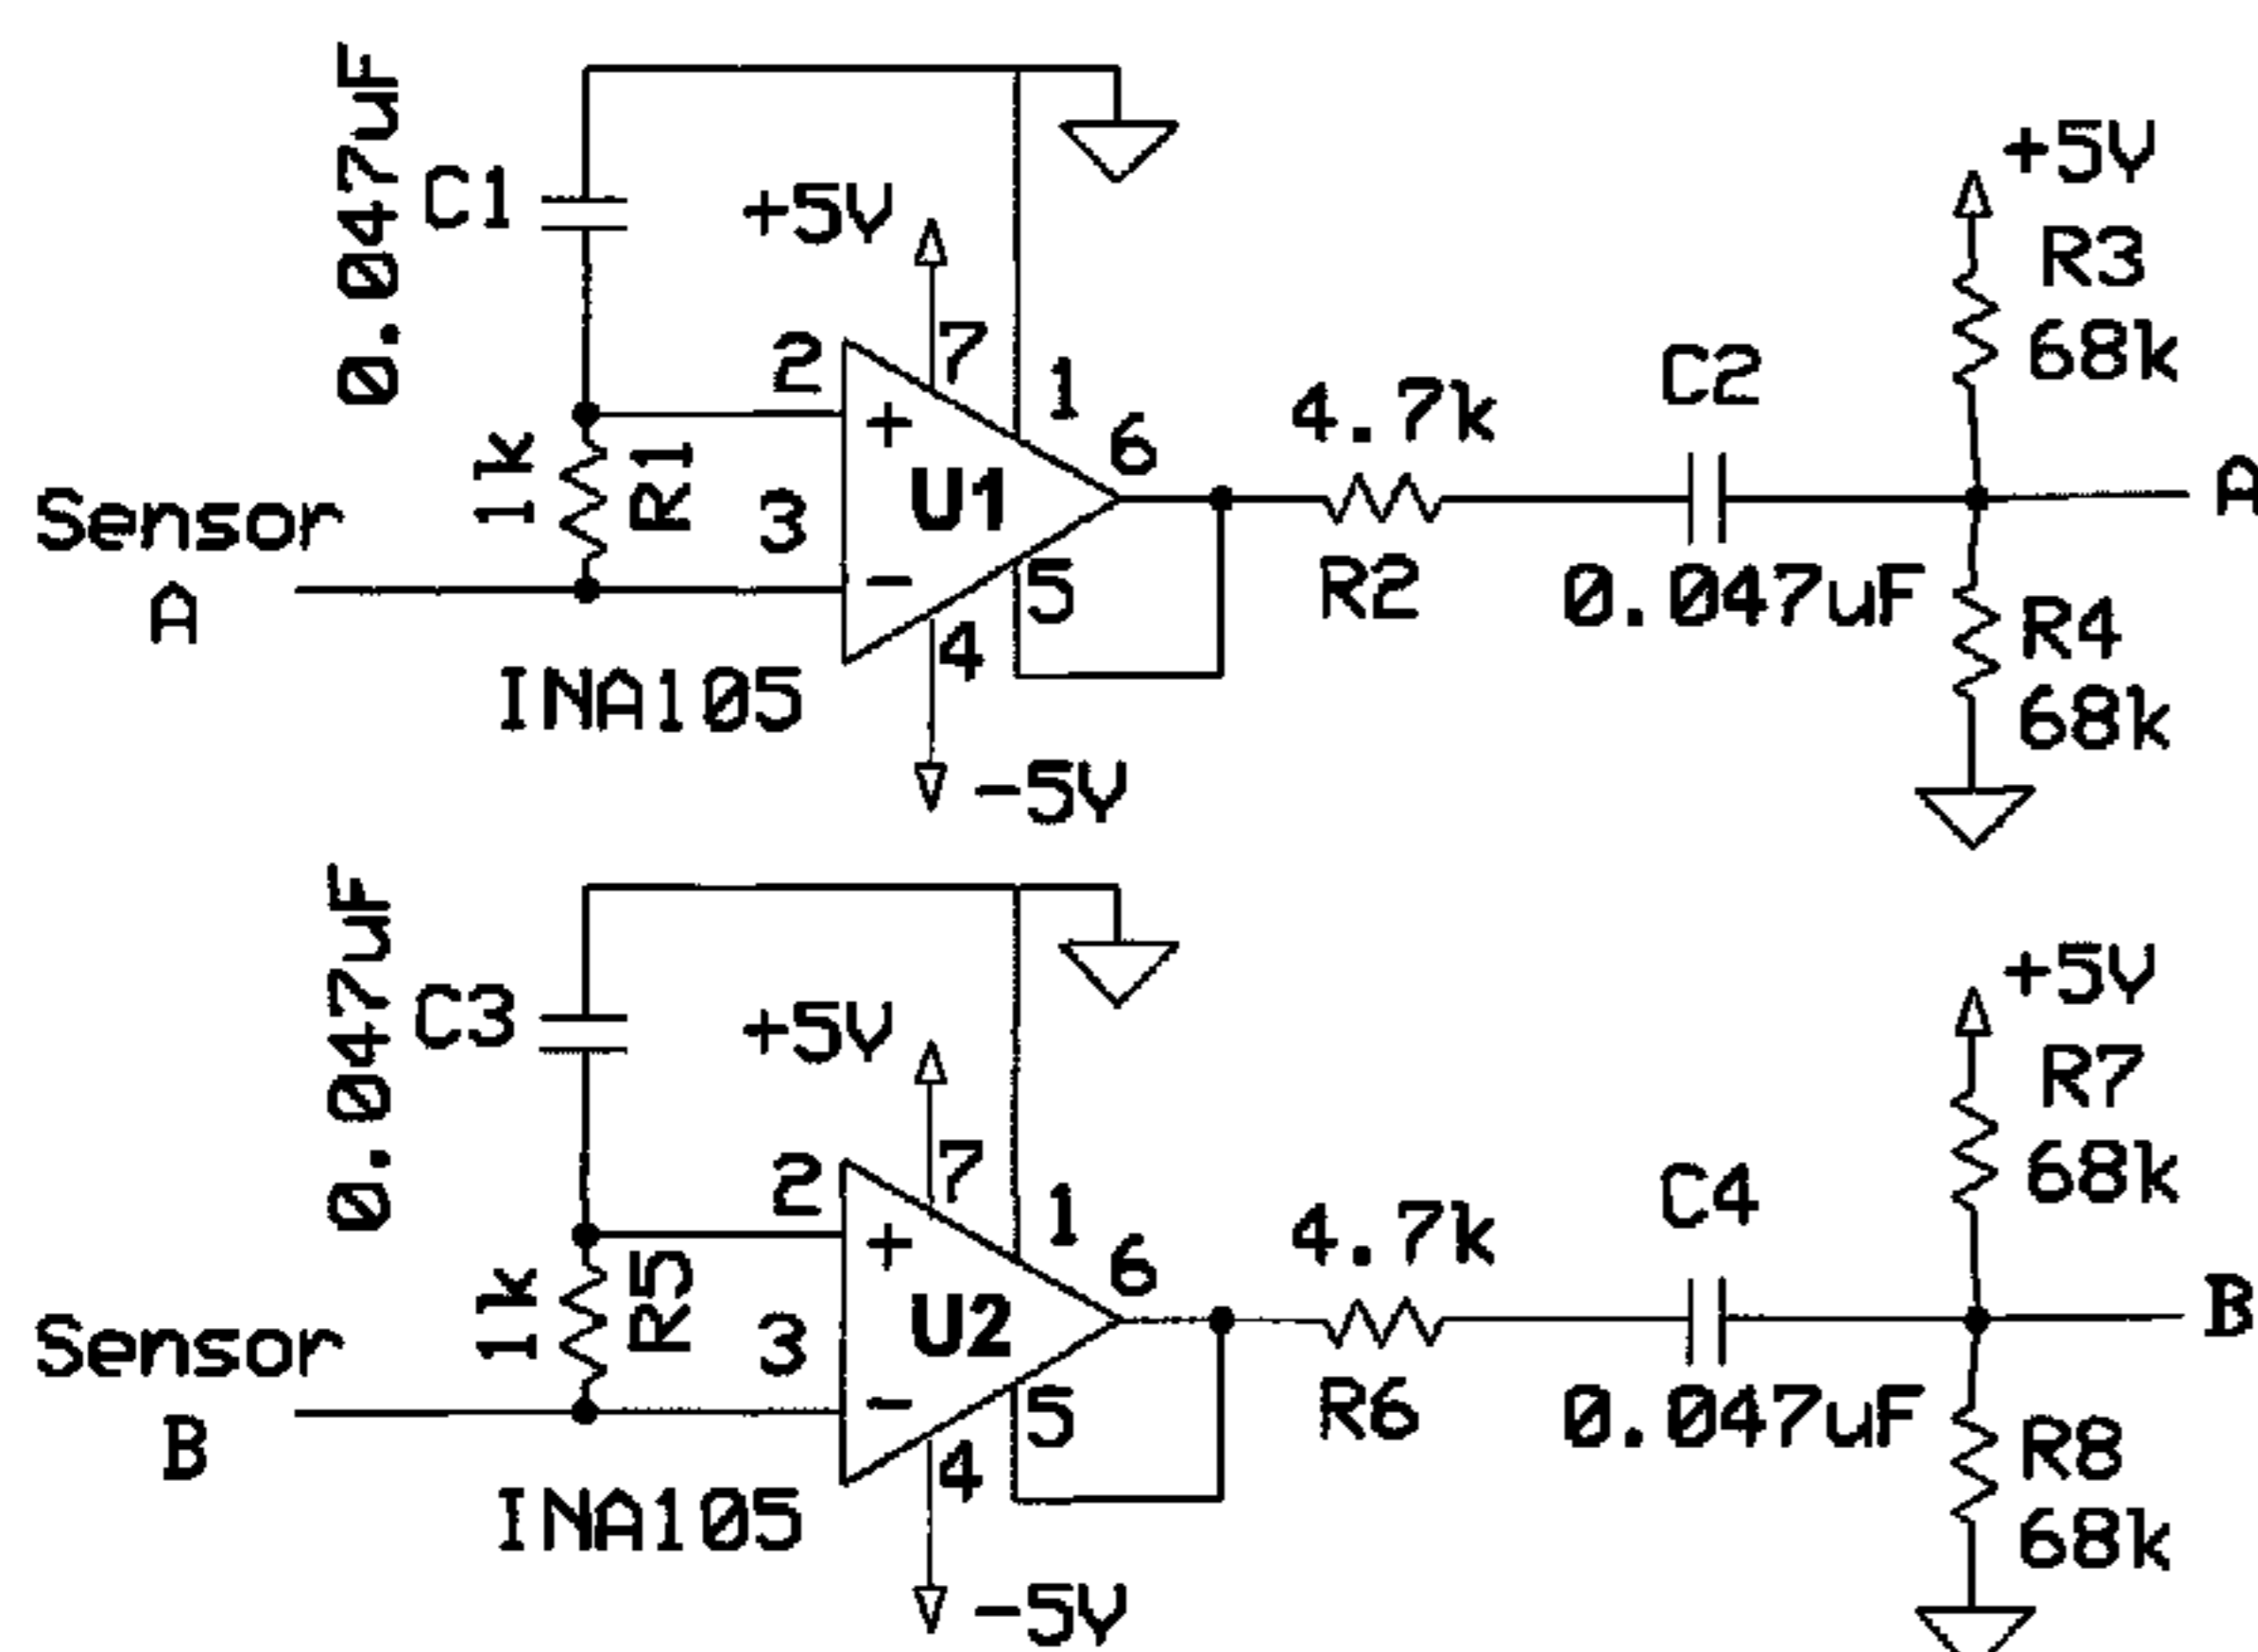 0.047uF
C1
+5V
+5V
R3
68k
2
7
1
6
4.7k
C2
+
1k
R1
U1
A
Sensor
A
3
-
5
R2
0.047uF
R4
68k
4
INA105
-5V
0.047uF
C3
+5V
+5V
R7
68k
2
7
1
6
4.7k
C4
+
1k
R5
U2
B
Sensor
B
3
-
5
R6
0.047uF
R8
68k
4
INA105
-5V